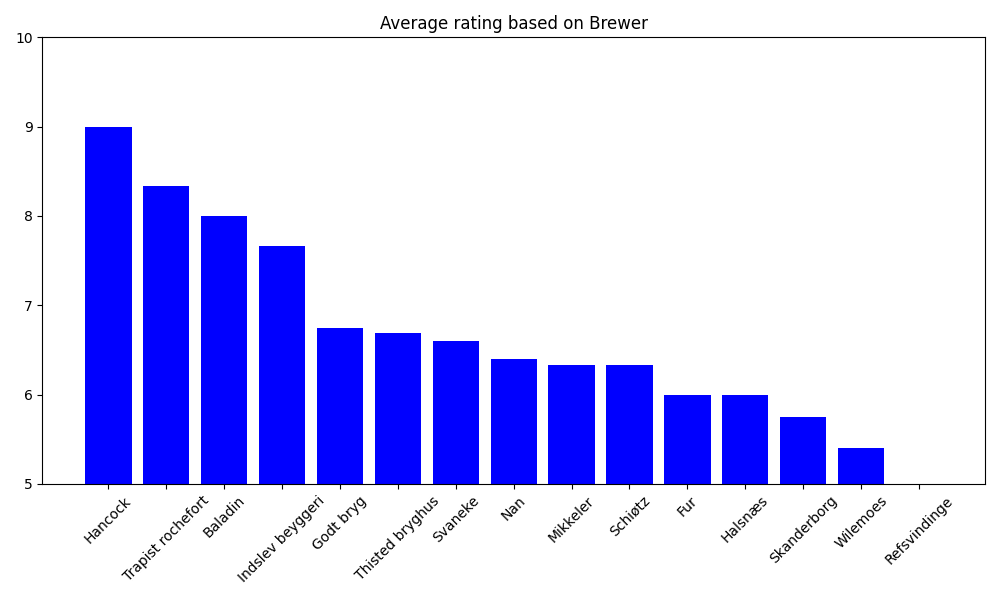 Average rating based on Brewer
10
9
8
7
6
5
Hancock
Trapist rochefort
Baladin
Indslev beyggeri
Godt bryg
Thisted bryghus
Svaneke
Nan
Mikkeler
Schiøtz
Fur
Halsnæs
Skanderborg
Wilemoes
Refsvindinge